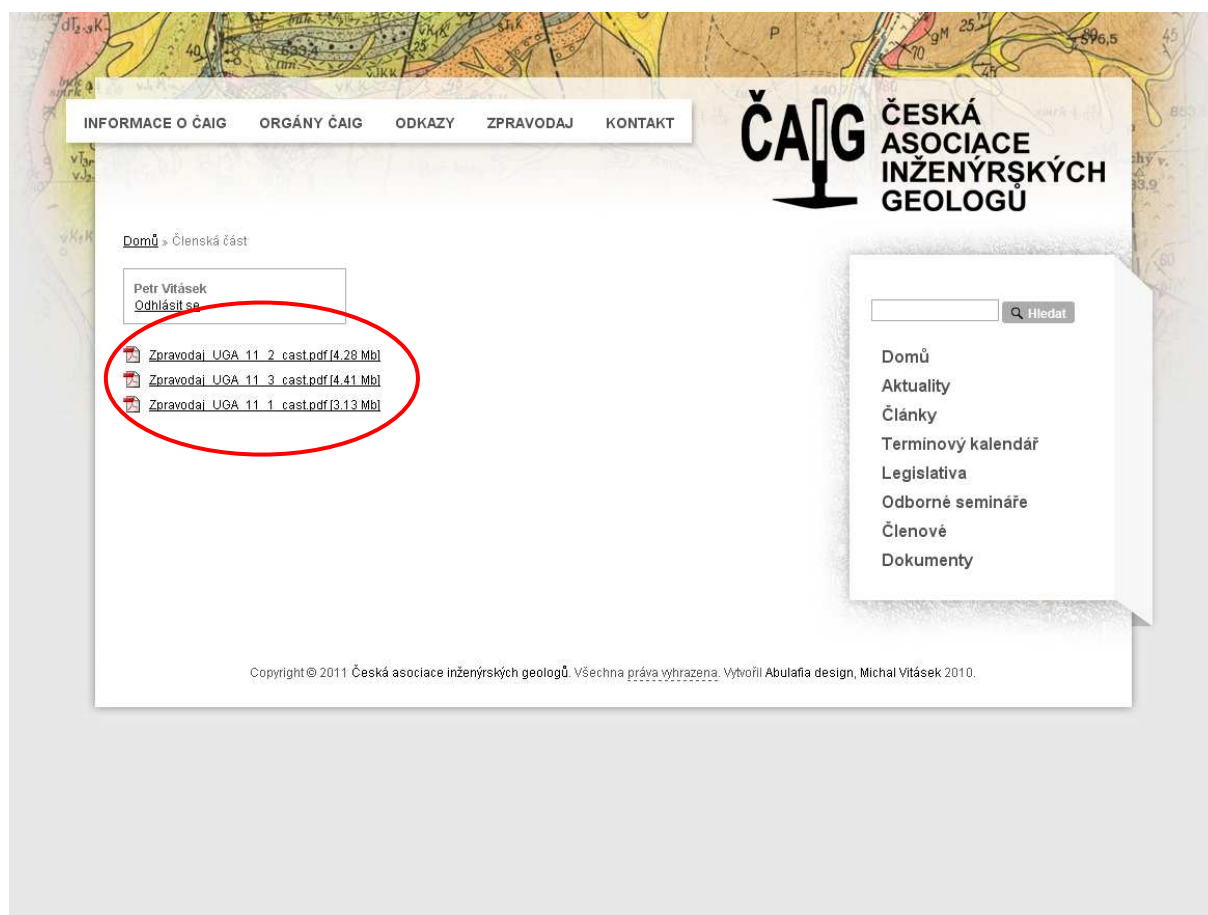 INFORMACE O ČAIG ORGÁNY ČAIG ODKAZY ZPRAVODAJ KONTAKT
ČAIG
ČESKÁ
ASOCIACE
INŽENÝRSKÝCH
GEOLOGŮ
Domů » Členská část
Petr Vitásek
Odhlásit se
Zpravodaj_UGA_11_2_cast.pdf [4.28 Mb]
Zpravodaj_UGA_11_3_cast.pdf [4.41 Mb]
Zpravodaj_UGA_11_1_cast.pdf [3.13 Mb]
Hledat
Domů
Aktuality
Články
Termínový kalendář
Legislativa
Odborné semináře
Členové
Dokumenty
Copyright © 2011 Česká asociace inženýrských geologů. Všechna práva vyhrazena. Vytvořil Abulafia design, Michal Vitásek 2010.